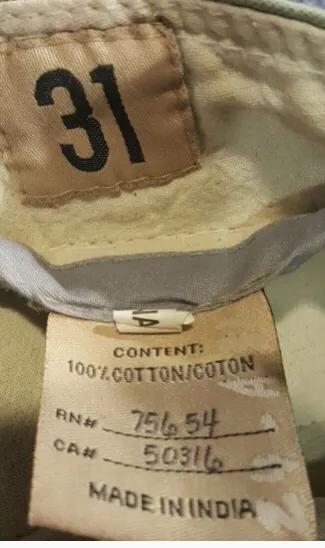 31
CONTENT:
100% COTTON/COTON
RN# 75654
CA# 50316
MADE IN INDIA